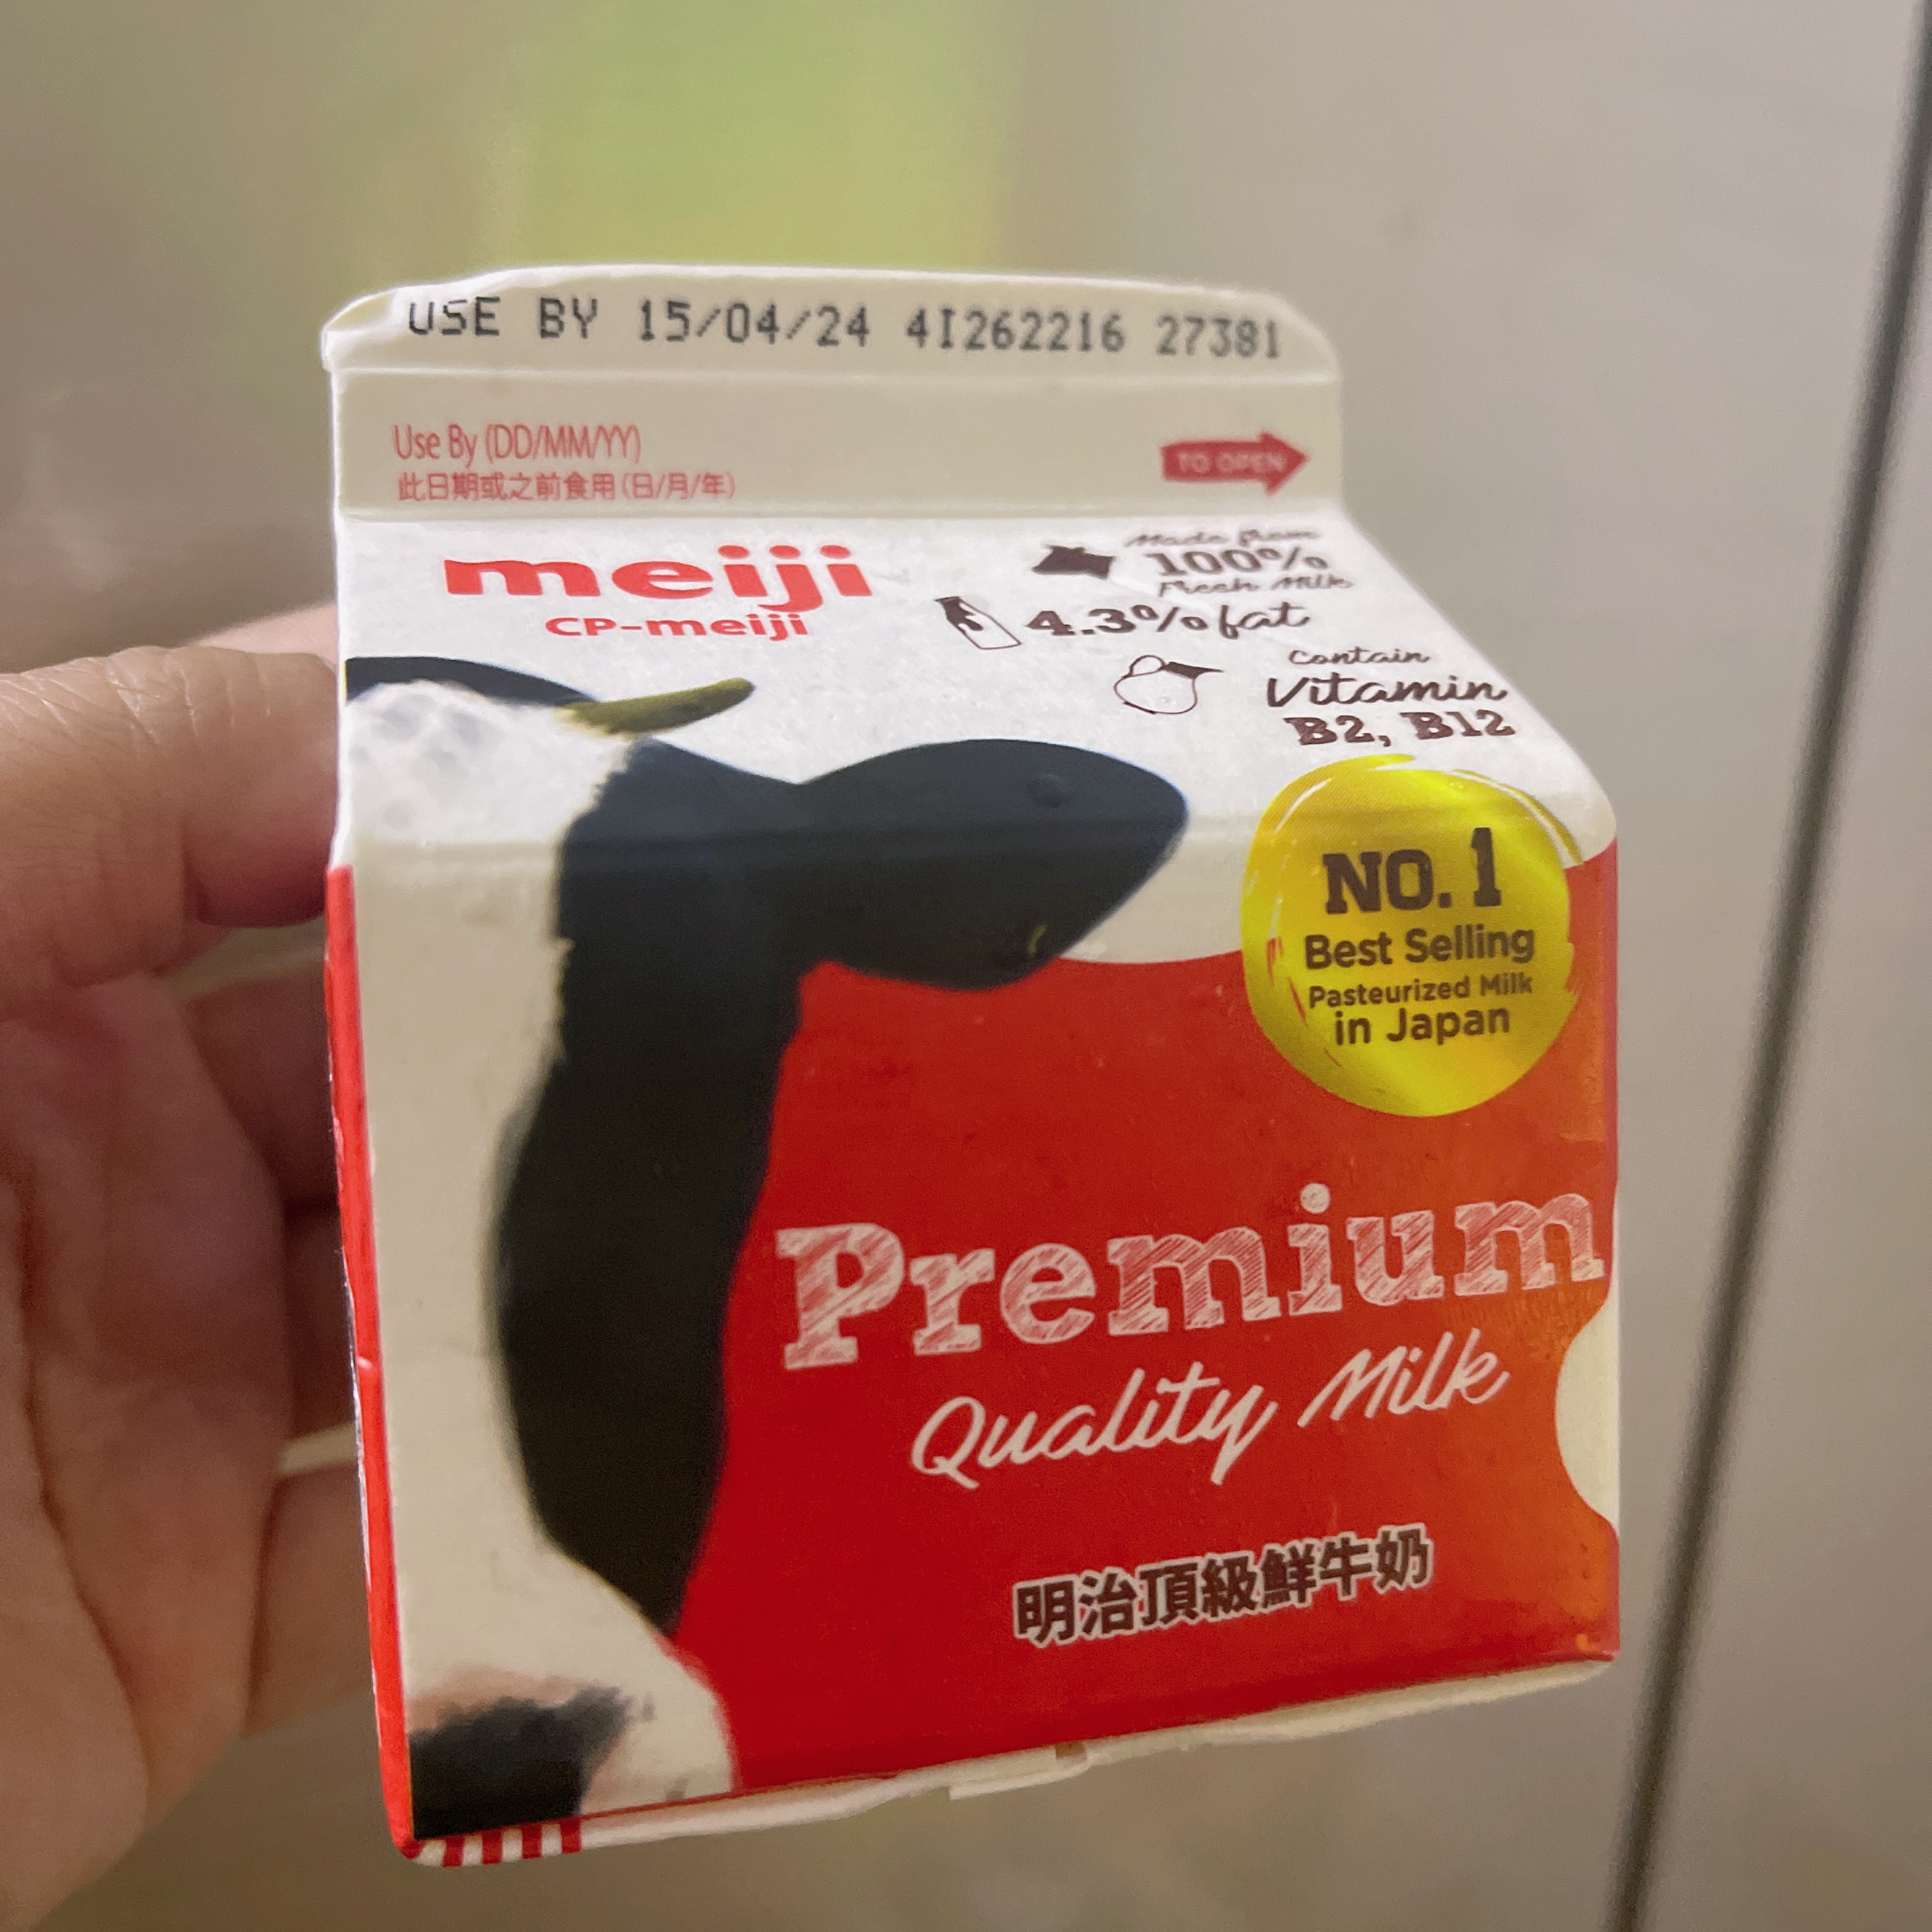 USE BY 15/04/24 4I262216 27381
Use By (DD/MM/YY)
此日期或之前食用(日/月/年)
TO OPEN
meiji
CP-meiji
Made from
100%
Fresh Milk
4.3% fat
Contain
Vitamin
B2, B12
NO.1
Best Selling
Pasteurized Milk
in Japan
Premium
Quality Milk
明治頂級鮮牛奶